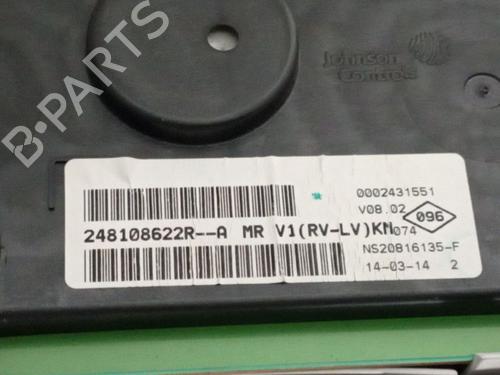 B-PARTS
Johnson
Controls
0002431551
V08.02
096
248108622R--A MR V1(RV-LV)KM
074
NS20816135-F
14-03-14 2